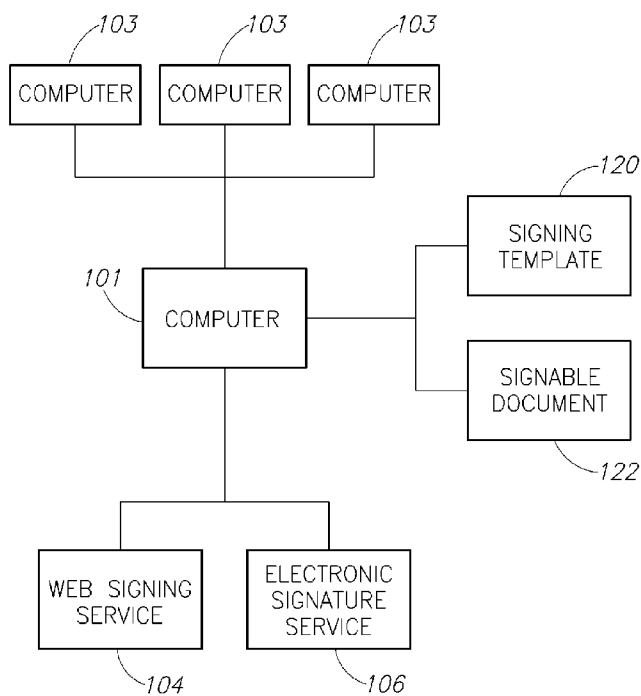 103 103 103
COMPUTER COMPUTER COMPUTER
120
SIGNING
TEMPLATE
101
COMPUTER
SIGNABLE
DOCUMENT
122
WEB SIGNING
SERVICE
104
ELECTRONIC
SIGNATURE
SERVICE
106